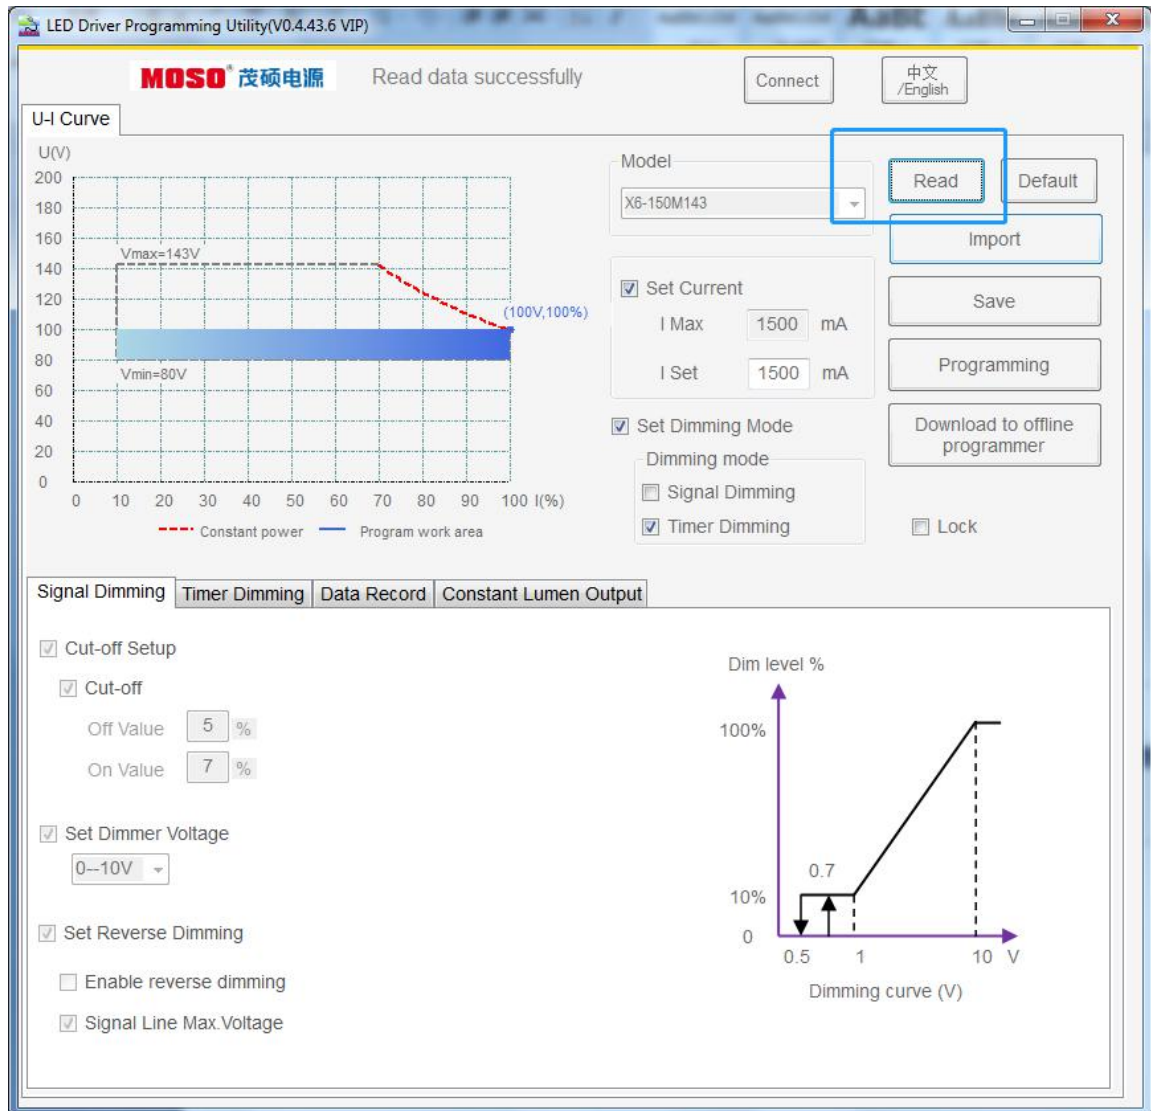 LED Driver Programming Utility(V0.4.43.6 VIP)
MOSO® 茂硕电源
Read data successfully
Connect
中文
/English
U-I Curve
U(V)
200
180
160
140
120
100
80
60
40
20
0
Vmax=143V
(100V,100%)
Vmin=80V
0 10 20 30 40 50 60 70 80 90 100 I(%)
Constant power
Program work area
Model
X6-150M143
Read
Default
Import
Set Current
I Max 1500 mA
I Set 1500 mA
Save
Programming
Download to offline
programmer
Set Dimming Mode
Dimming mode
Signal Dimming
Timer Dimming
Lock
Signal Dimming
Timer Dimming
Data Record
Constant Lumen Output
Cut-off Setup
Cut-off
Off Value 5 %
On Value 7 %
Set Dimmer Voltage
0--10V
Set Reverse Dimming
Enable reverse dimming
Signal Line Max.Voltage
Dim level %
100%
0.7
10%
0
0.5 1 10 V
Dimming curve (V)